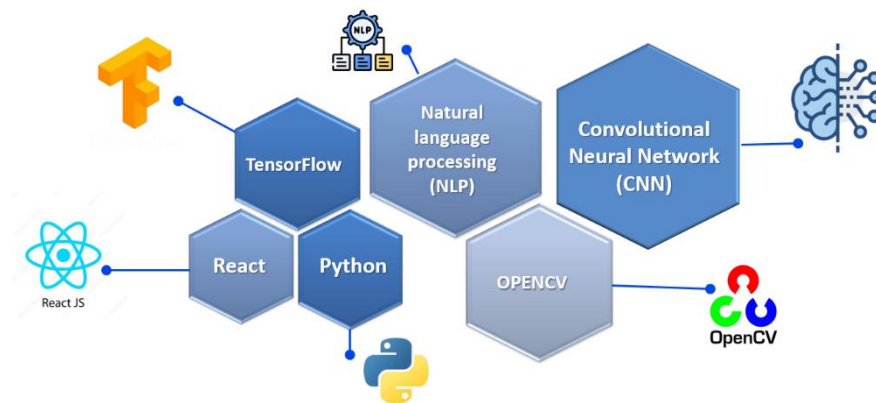 NLP
Natural
language
processing
(NLP)
Convolutional
Neural Network
(CNN)
TensorFlow
React
Python
OPENCV
React JS
OpenCV